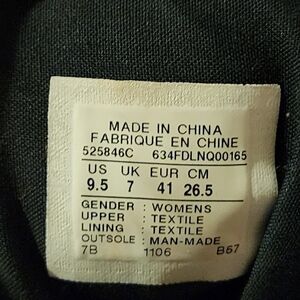 MADE IN CHINA
FABRIQUE EN CHINE
525846C 634FDLNQ00165
US UK EUR CM
9.5 7 41 26.5
GENDER : WOMENS
UPPER : TEXTILE
LINING : TEXTILE
OUTSOLE : MAN-MADE
7B 1106 B57